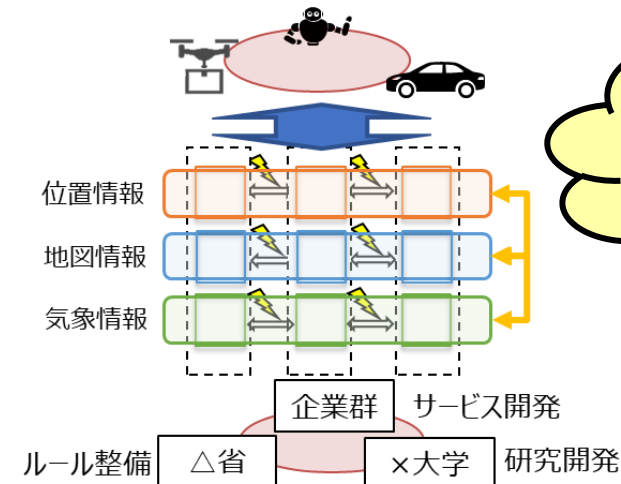 位置情報
地図情報
気象情報
企業群 サービス開発
ルール整備 △省 ×大学 研究開発